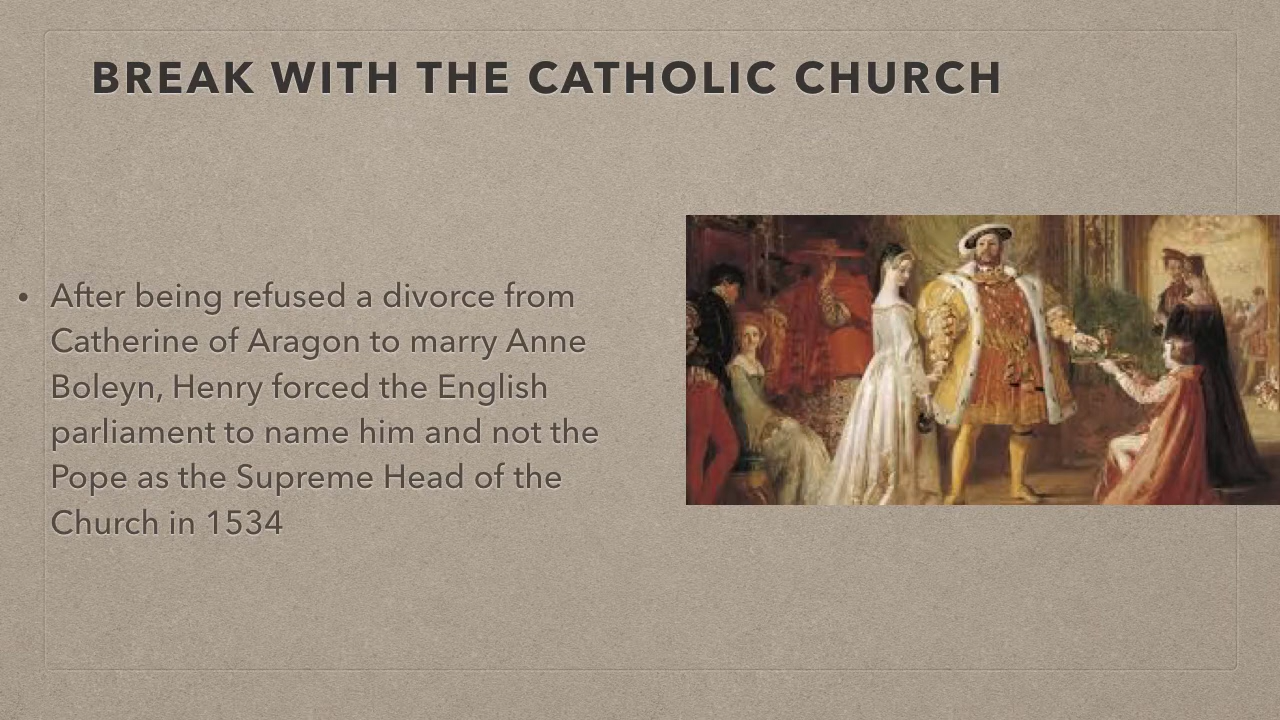 BREAK WITH THE CATHOLIC CHURCH
• After being refused a divorce from
Catherine of Aragon to marry Anne
Boleyn, Henry forced the English
parliament to name him and not the
Pope as the Supreme Head of the
Church in 1534